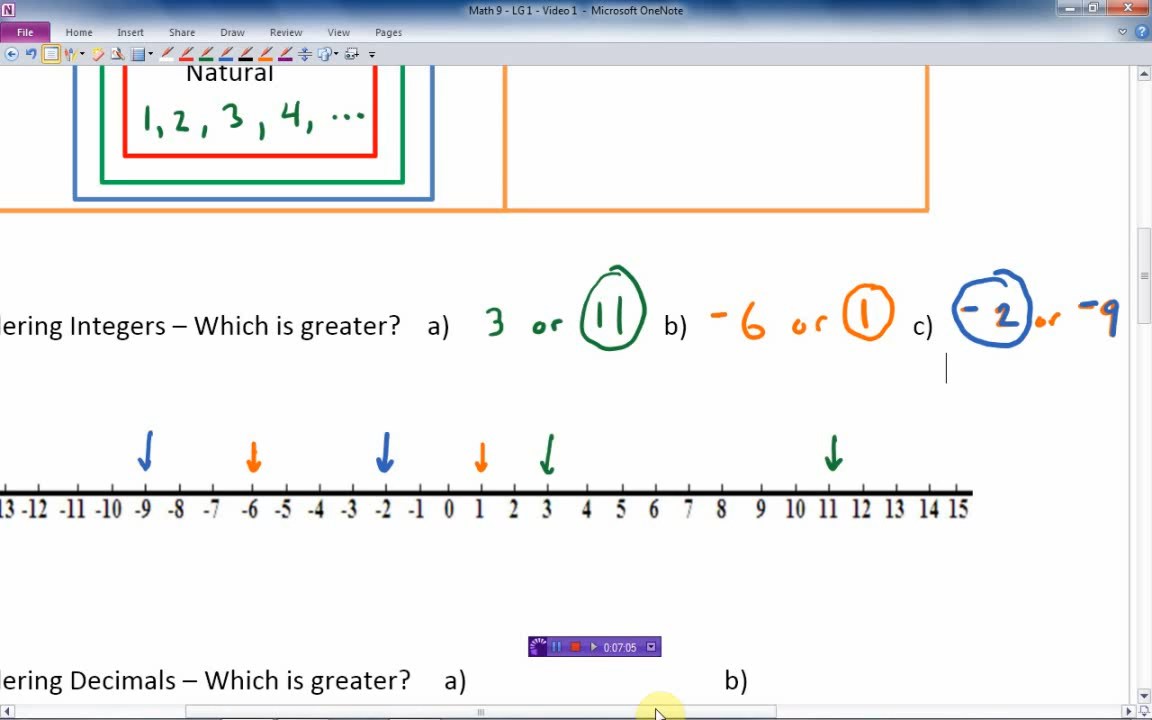 Math 9 - LG 1 - Video 1 - Microsoft OneNote
File Home Insert Share Draw Review View Pages
Natural
1, 2, 3, 4, ...
dering Integers – Which is greater? a) 3 or 11 b) -6 or 1 c) -2 or -9
13 -12 -11 -10 -9 -8 -7 -6 -5 -4 -3 -2 -1 0 1 2 3 4 5 6 7 8 9 10 11 12 13 14 15
0:07:05
dering Decimals – Which is greater? a) b)